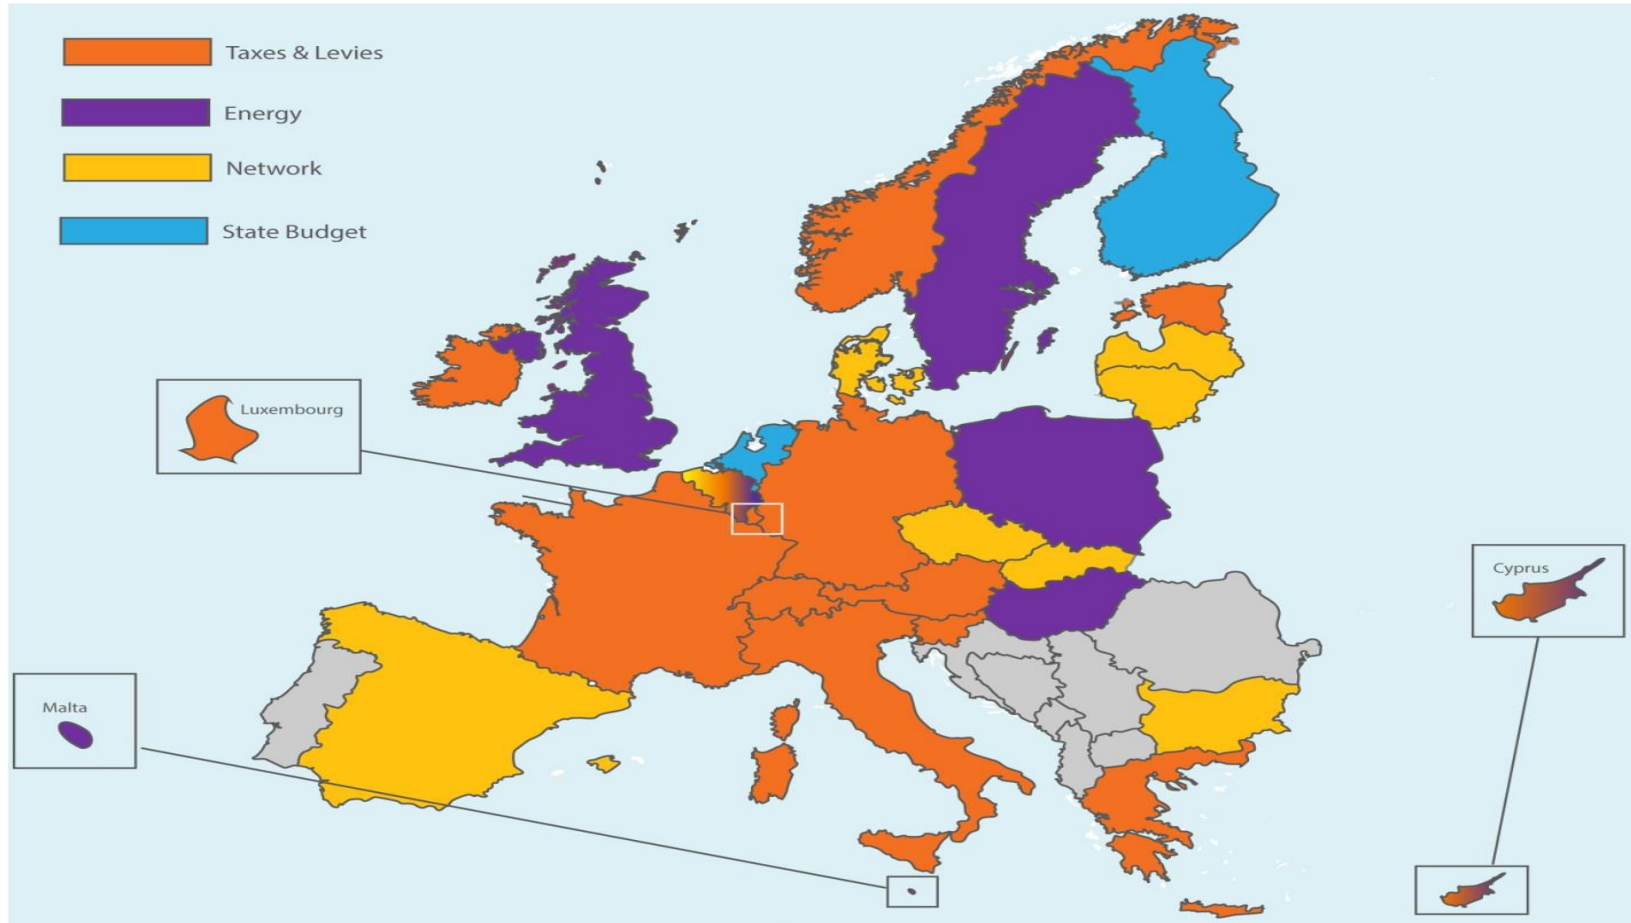 Taxes & Levies
Energy
Network
State Budget
Luxembourg
Cyprus
Malta